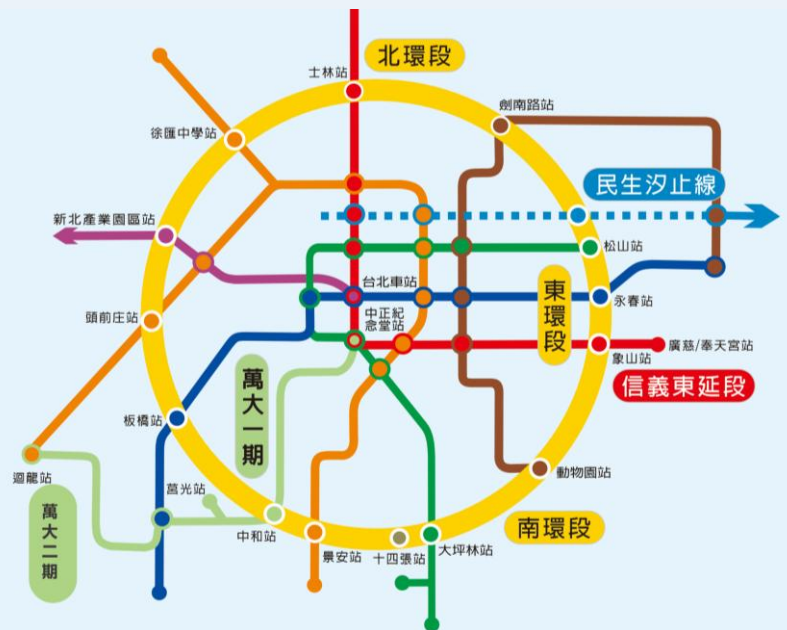 北環段
士林站
劍南路站
徐匯中學站
民生汐止線
新北產業園區站
松山站
台北車站
永春站
中正紀
念堂站
東環段
頭前庄站
廣慈/奉天宮站
象山站
信義東延段
萬大一期
板橋站
迴龍站
動物園站
萬大二期
莒光站
中和站
南環段
景安站
十四張站
大坪林站